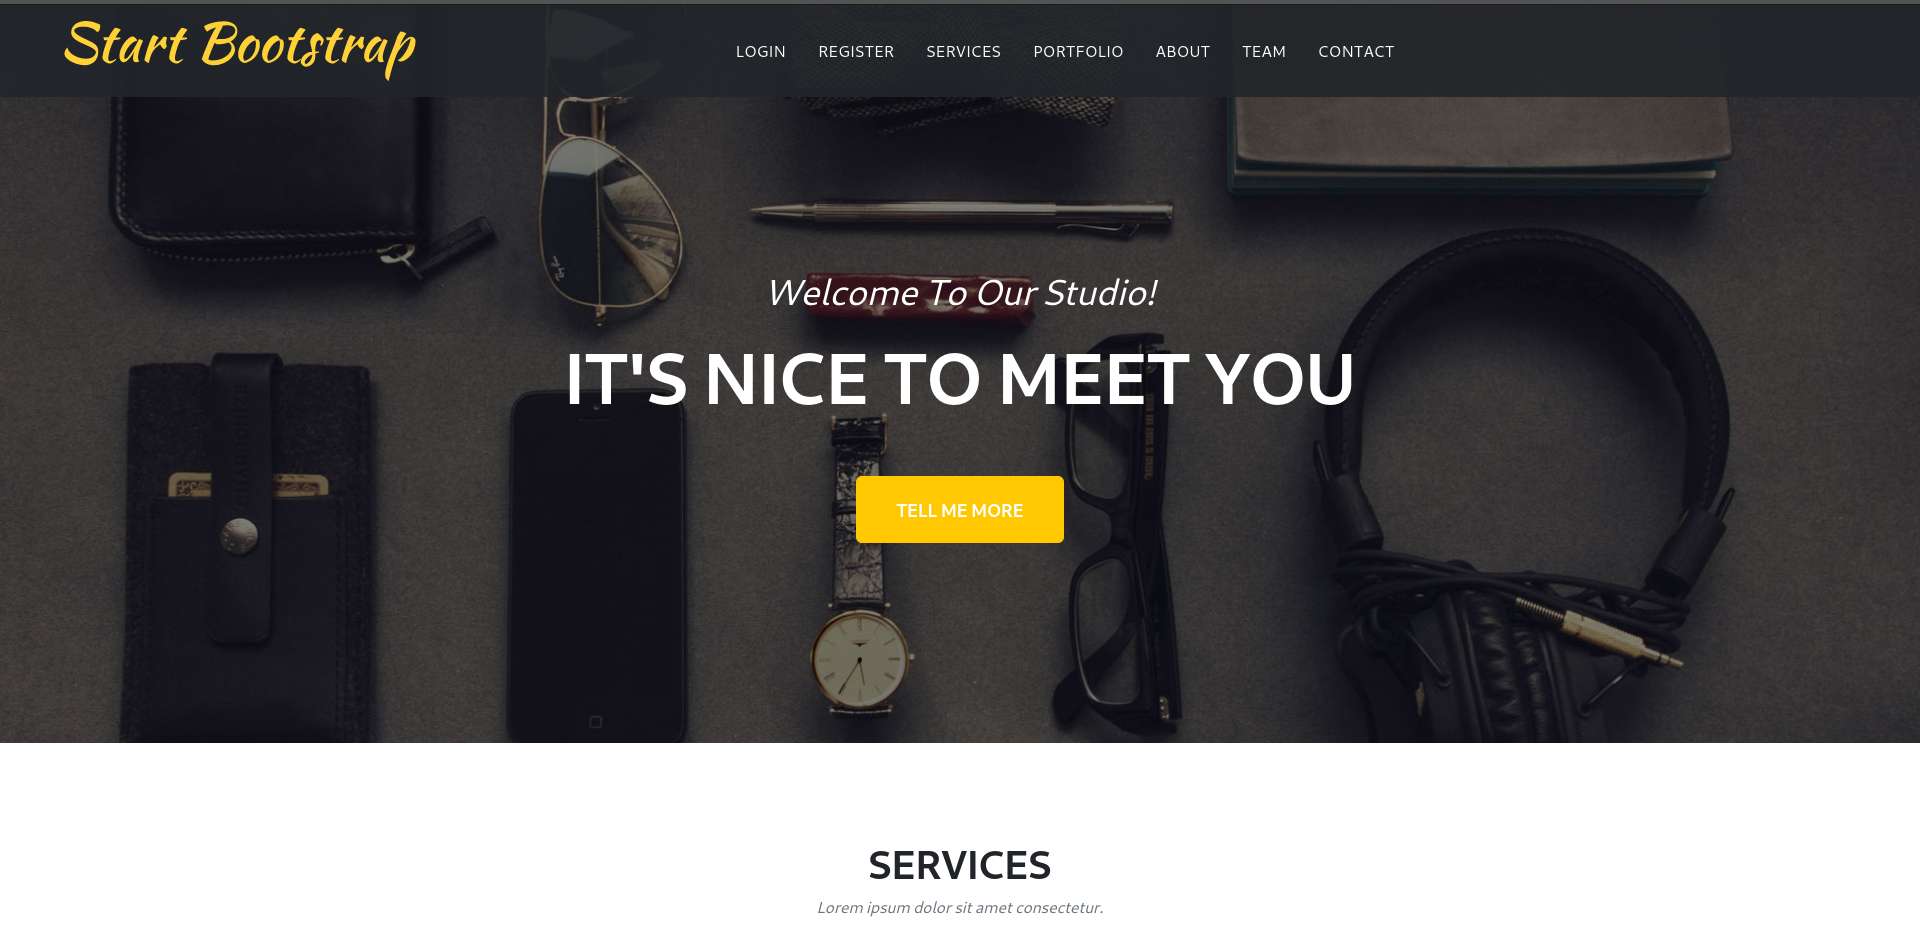 Start Bootstrap
LOGIN REGISTER SERVICES PORTFOLIO ABOUT TEAM CONTACT
Welcome To Our Studio!
IT'S NICE TO MEET YOU
TELL ME MORE
SERVICES
Lorem ipsum dolor sit amet consectetur.